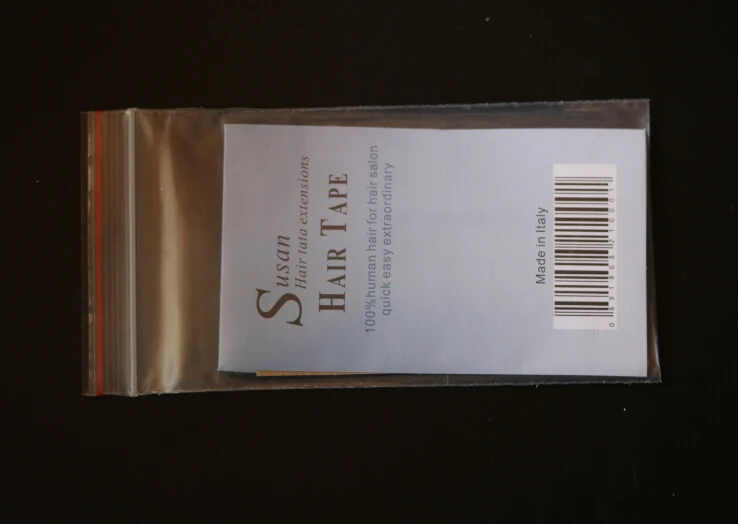 Susan
Hair tata extensions
HAIR TAPE
100%human hair for hair salon
quick easy extraordinary
Made in Italy